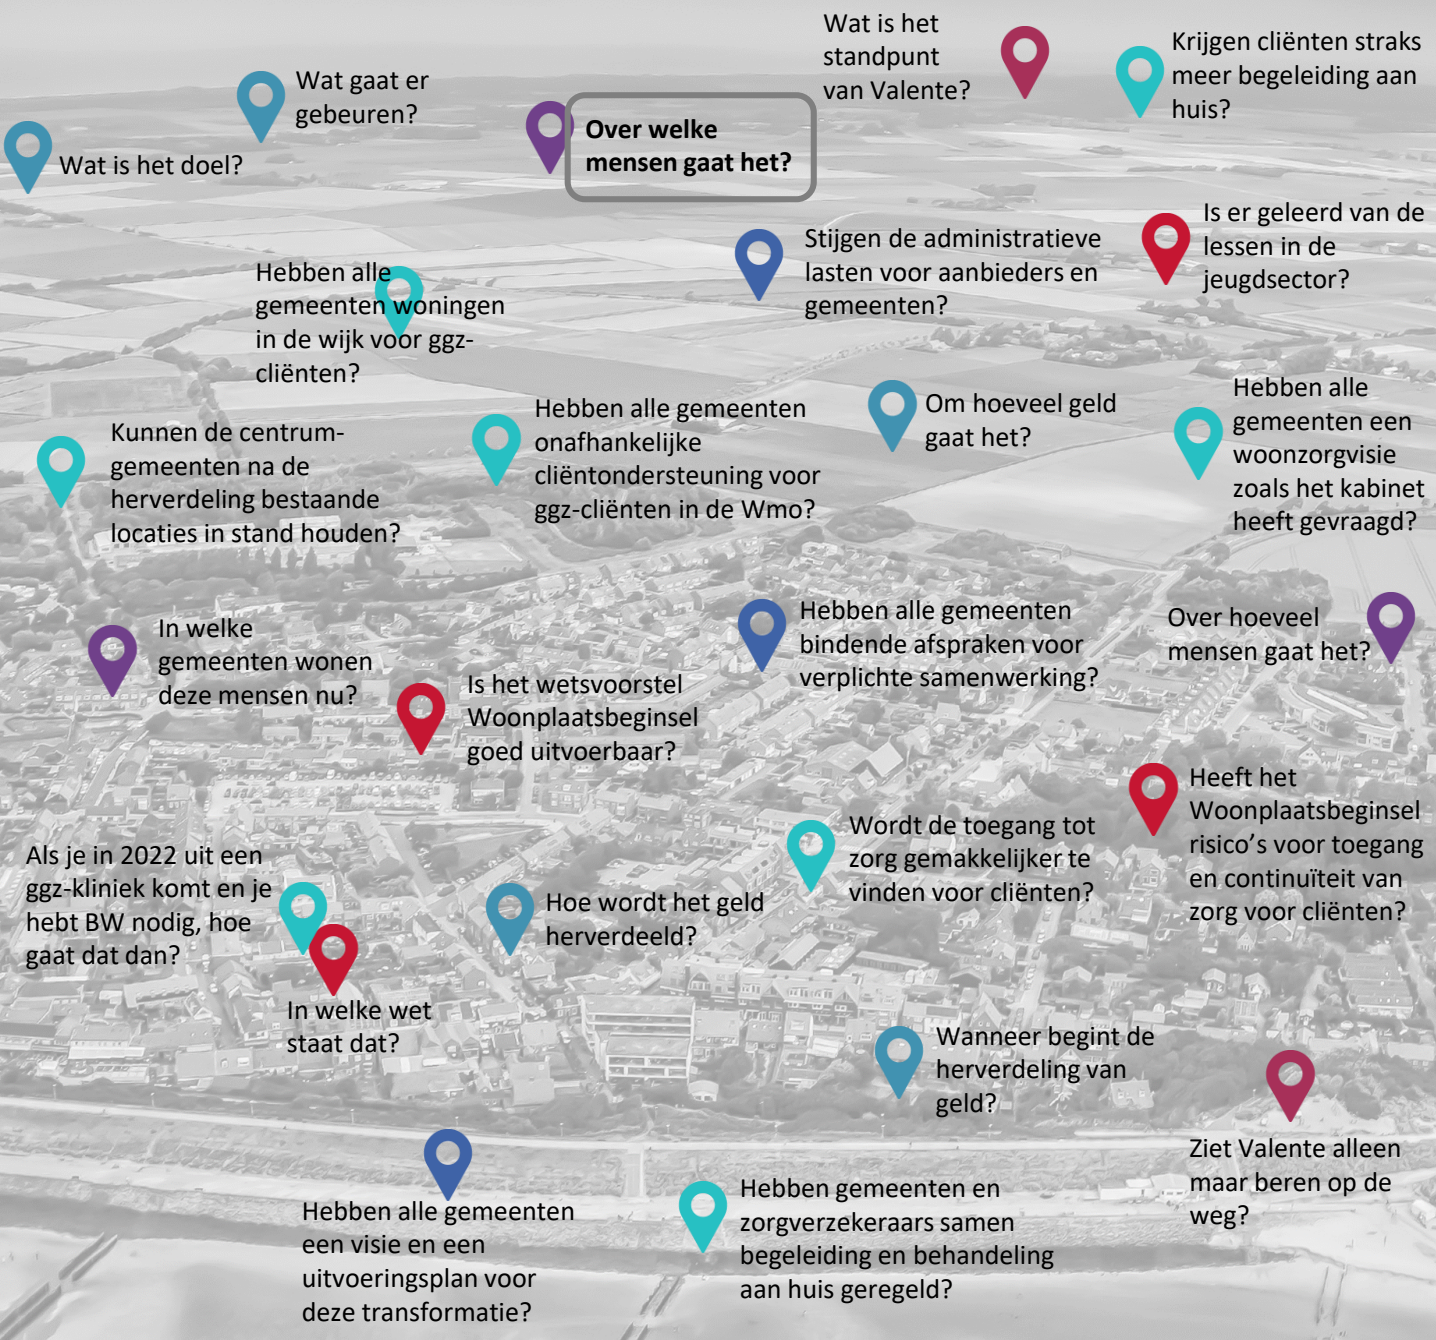 Wat is het
standpunt
van Valente?
Krijgen cliënten straks
meer begeleiding aan
huis?
Wat gaat er
gebeuren?
Over welke
mensen gaat het?
Wat is het doel?
Is er geleerd van de
lessen in de
jeugdsector?
Stijgen de administratieve
lasten voor aanbieders en
gemeenten?
Hebben alle
gemeenten woningen
in de wijk voor ggz-
cliënten?
Hebben alle
gemeenten een
woonzorgvisie
zoals het kabinet
heeft gevraagd?
Om hoeveel geld
gaat het?
Hebben alle gemeenten
onafhankelijke
cliëntondersteuning voor
ggz-cliënten in de Wmo?
Kunnen de centrum-
gemeenten na de
herverdeling bestaande
locaties in stand houden?
Hebben alle gemeenten
bindende afspraken voor
verplichte samenwerking?
Over hoeveel
mensen gaat het?
In welke
gemeenten wonen
deze mensen nu?
Is het wetsvoorstel
Woonplaatsbeginsel
goed uitvoerbaar?
Heeft het
Woonplaatsbeginsel
risico's voor toegang
en continuïteit van
zorg voor cliënten?
Wordt de toegang tot
zorg gemakkelijker te
vinden voor cliënten?
Als je in 2022 uit een
ggz-kliniek komt en je
hebt BW nodig, hoe
gaat dat dan?
Hoe wordt het geld
herverdeeld?
In welke wet
staat dat?
Wanneer begint de
herverdeling van
geld?
Ziet Valente alleen
maar beren op de
weg?
Hebben gemeenten en
zorgverzekeraars samen
begeleiding en behandeling
aan huis geregeld?
Hebben alle gemeenten
een visie en een
uitvoeringsplan voor
deze transformatie?